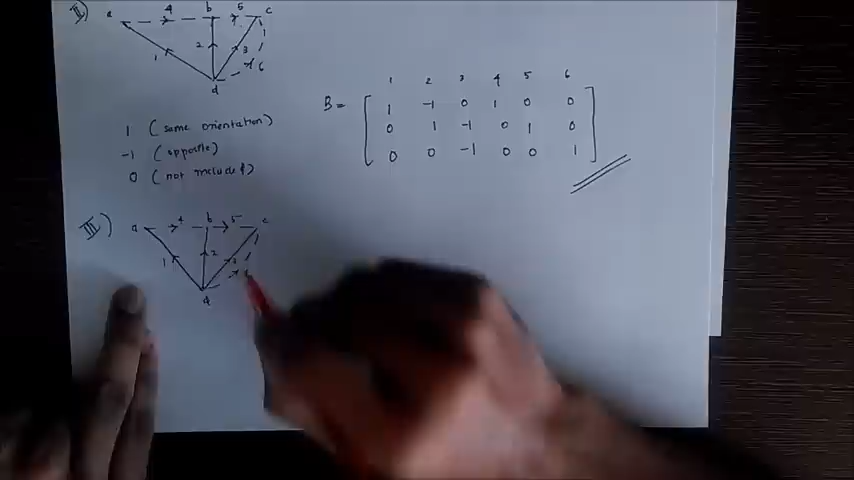 II)
a 4 b 5 c
1 2 3 6
d
1 (same orientation)
-1 (opposite)
0 (not included)
1 2 3 4 5 6
B =
1 -1 0 1 0 0
0 1 -1 0 1 0
0 0 -1 0 0 1
III)
a 4 b 5 c
1 2 3
d